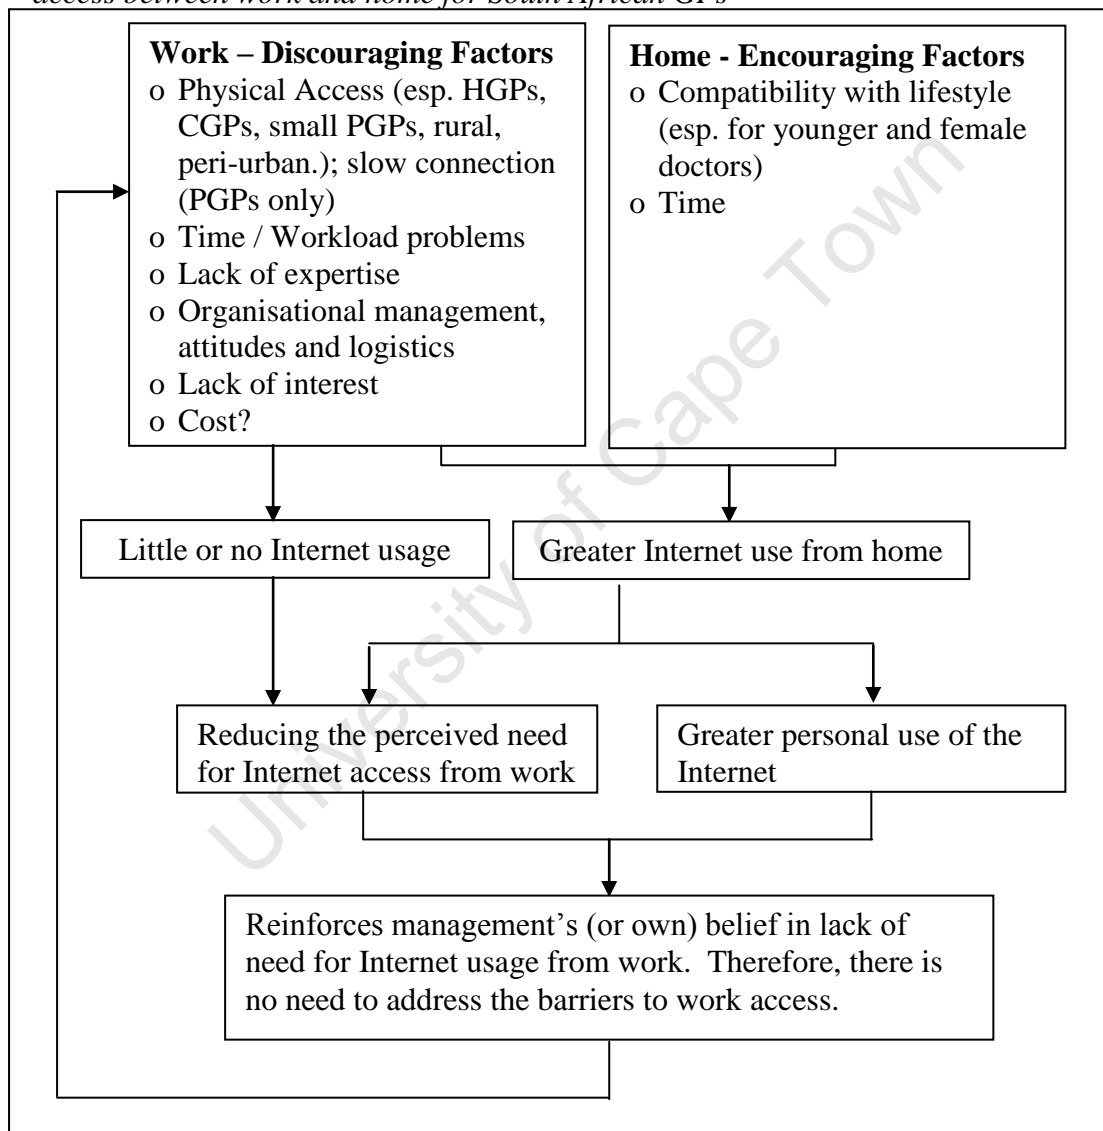 access between work and home for South African GPs
Work – Discouraging Factors
o Physical Access (esp. HGPs,
CGPs, small PGPs, rural,
peri-urban.); slow connection
(PGPs only)
o Time / Workload problems
o Lack of expertise
o Organisational management,
attitudes and logistics
o Lack of interest
o Cost?
Home - Encouraging Factors
o Compatibility with lifestyle
(esp. for younger and female
doctors)
o Time
Little or no Internet usage
Greater Internet use from home
Reducing the perceived need
for Internet access from work
Greater personal use of the
Internet
Reinforces management’s (or own) belief in lack of
need for Internet usage from work.  Therefore, there is
no need to address the barriers to work access.
University of Cape Town